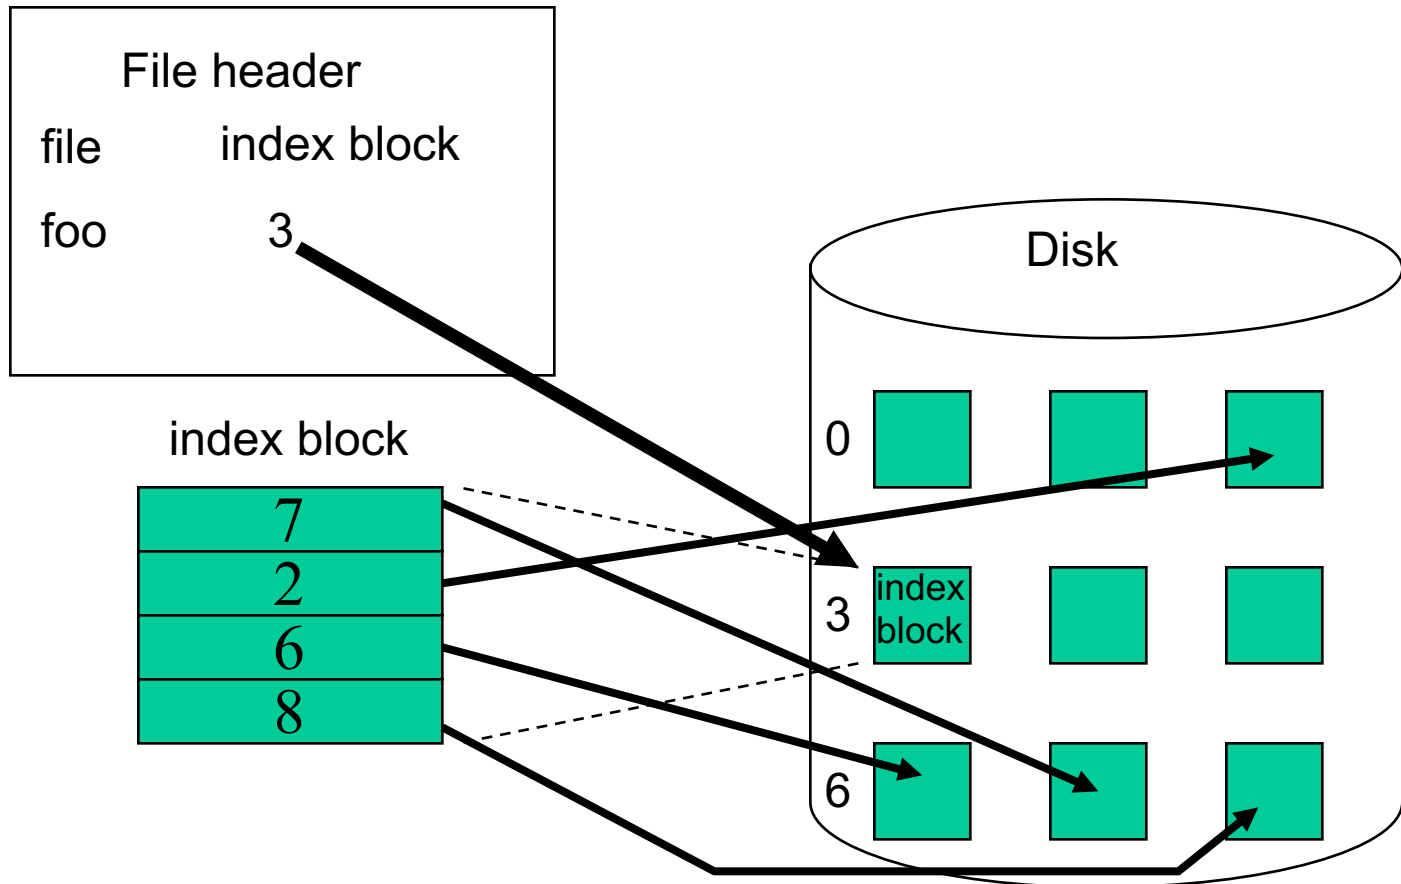 File header
file index block
foo 3
Disk
index block
7
2
6
8
0
3
index
block
6